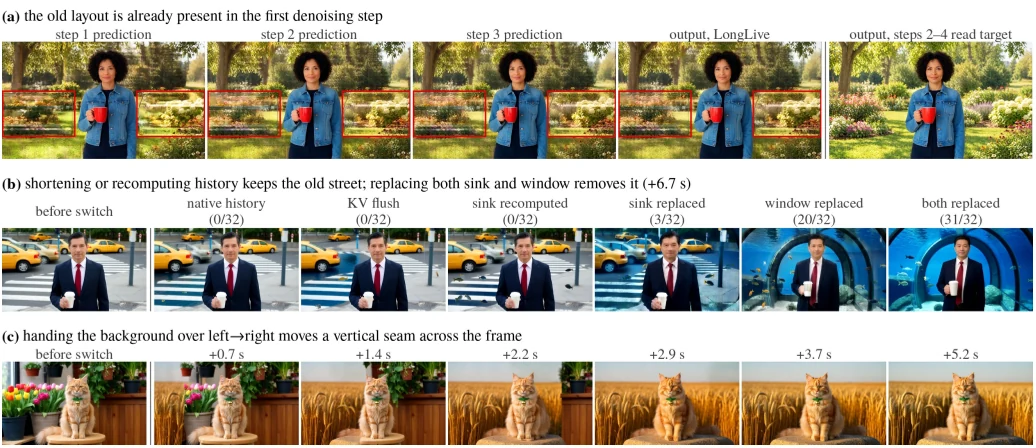 (a) the old layout is already present in the first denoising step
step 1 prediction step 2 prediction step 3 prediction output, LongLive output, steps 2–4 read target
(b) shortening or recomputing history keeps the old street; replacing both sink and window removes it (+6.7 s)
before switch native history (0/32) KV flush (0/32) sink recomputed (0/32) sink replaced (3/32) window replaced (20/32) both replaced (31/32)
(c) handing the background over left→right moves a vertical seam across the frame
before switch +0.7 s +1.4 s +2.2 s +2.9 s +3.7 s +5.2 s